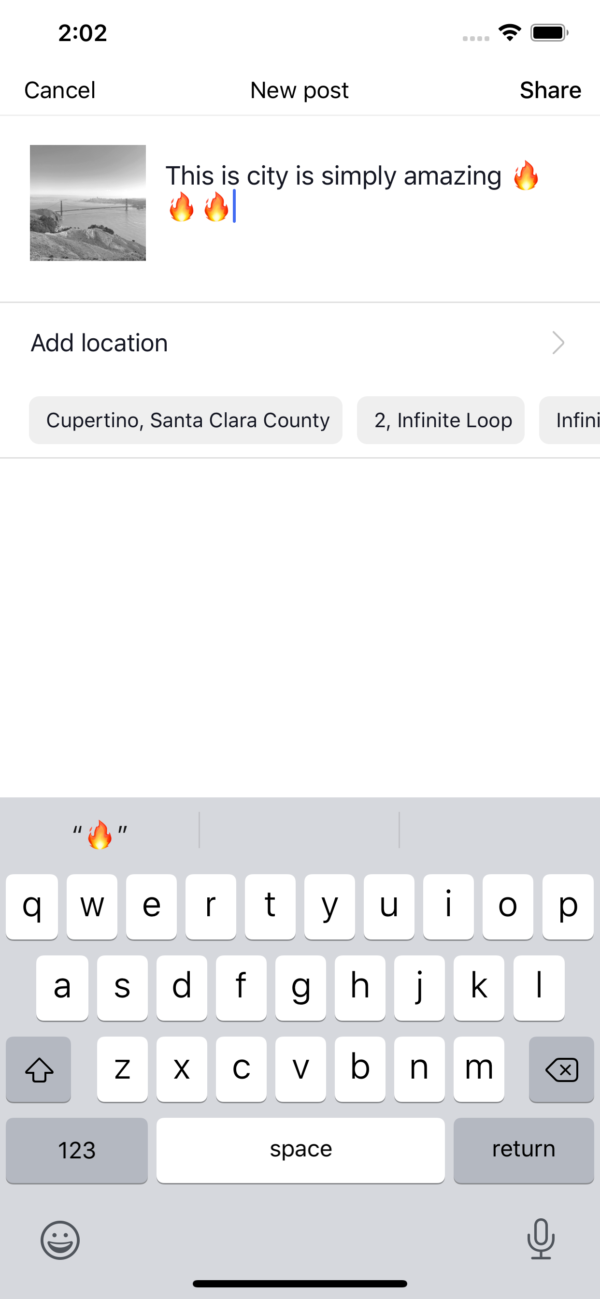 2:02
Cancel New post Share
This is city is simply amazing 🔥
🔥 🔥
Add location
Cupertino, Santa Clara County 2, Infinite Loop Infini
“🔥”
q w e r t y u i o p
a s d f g h j k l
z x c v b n m
123 space return